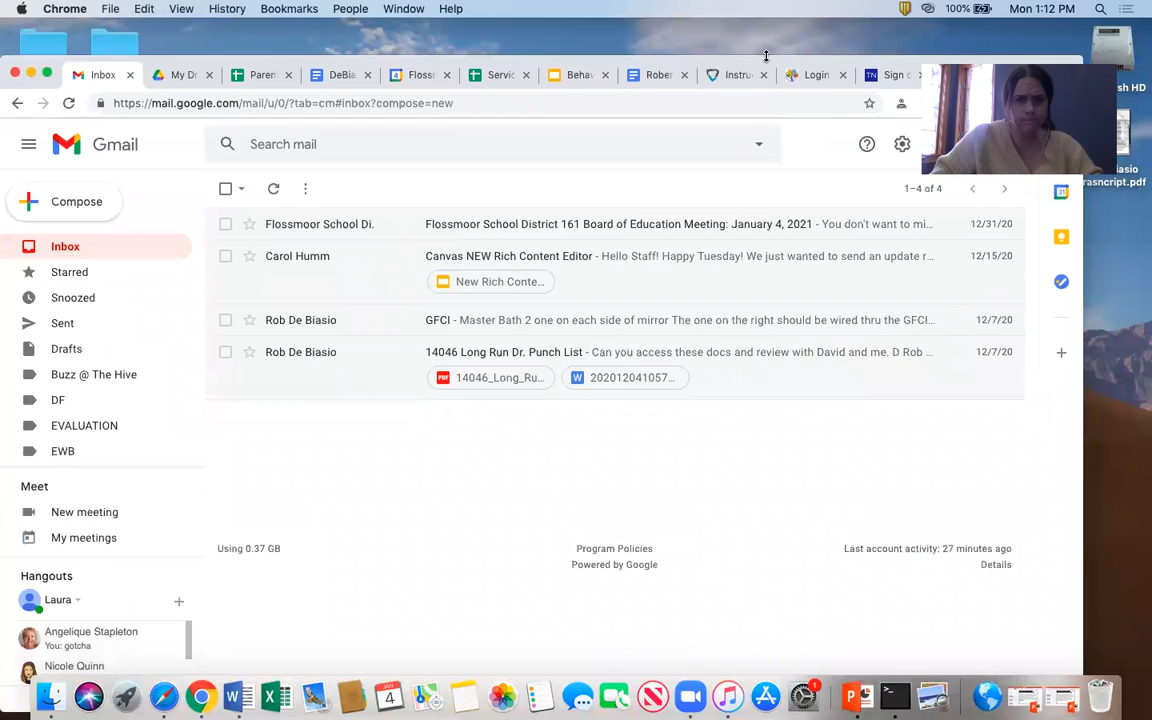 Chrome File Edit View History Bookmarks People Window Help 100% Mon 1:12 PM
Inbox My Dr Paren DeBia Flossr Servic Behav Rober Instru Login Sign
https://mail.google.com/mail/u/0/?tab=cm#inbox?compose=new
Gmail Search mail
Compose
1–4 of 4
Inbox
Starred
Snoozed
Sent
Drafts
Buzz @ The Hive
DF
EVALUATION
EWB
Meet
New meeting
My meetings
Hangouts
Laura
Angelique Stapleton
You: gotcha
Nicole Quinn
Flossmoor School Di. Flossmoor School District 161 Board of Education Meeting: January 4, 2021 - You don't want to mi... 12/31/20
Carol Humm Canvas NEW Rich Content Editor - Hello Staff! Happy Tuesday! We just wanted to send an update r... 12/15/20
New Rich Conte...
Rob De Biasio GFCI - Master Bath 2 one on each side of mirror The one on the right should be wired thru the GFCI... 12/7/20
Rob De Biasio 14046 Long Run Dr. Punch List - Can you access these docs and review with David and me. D Rob ... 12/7/20
PDF 14046_Long_Ru... W 202012041057...
Using 0.37 GB
Program Policies
Powered by Google
Last account activity: 27 minutes ago
Details
sh HD
iasio
rasncript.pdf
31
TN
JAN
4
1